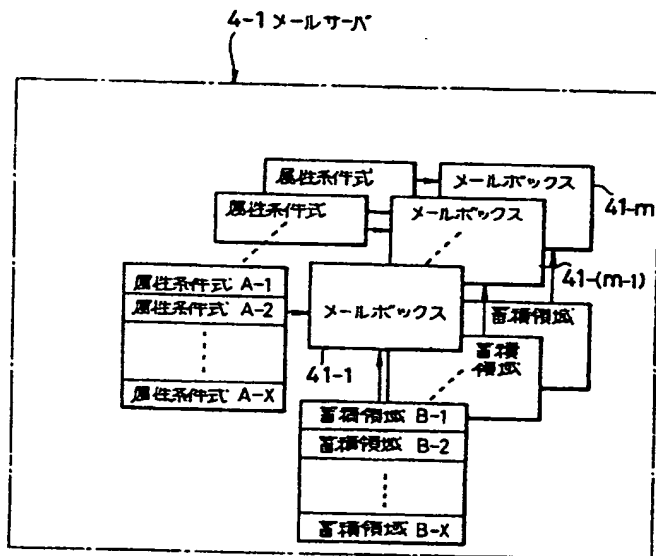 4-1 メールサーバ
属性条件式
メールボックス
41-m
属性条件式
メールボックス
41-(m-1)
属性条件式 A-1
属性条件式 A-2
属性条件式 A-X
メールボックス
41-1
蓄積領域
蓄積
領域
蓄積領域 B-1
蓄積領域 B-2
蓄積領域 B-X